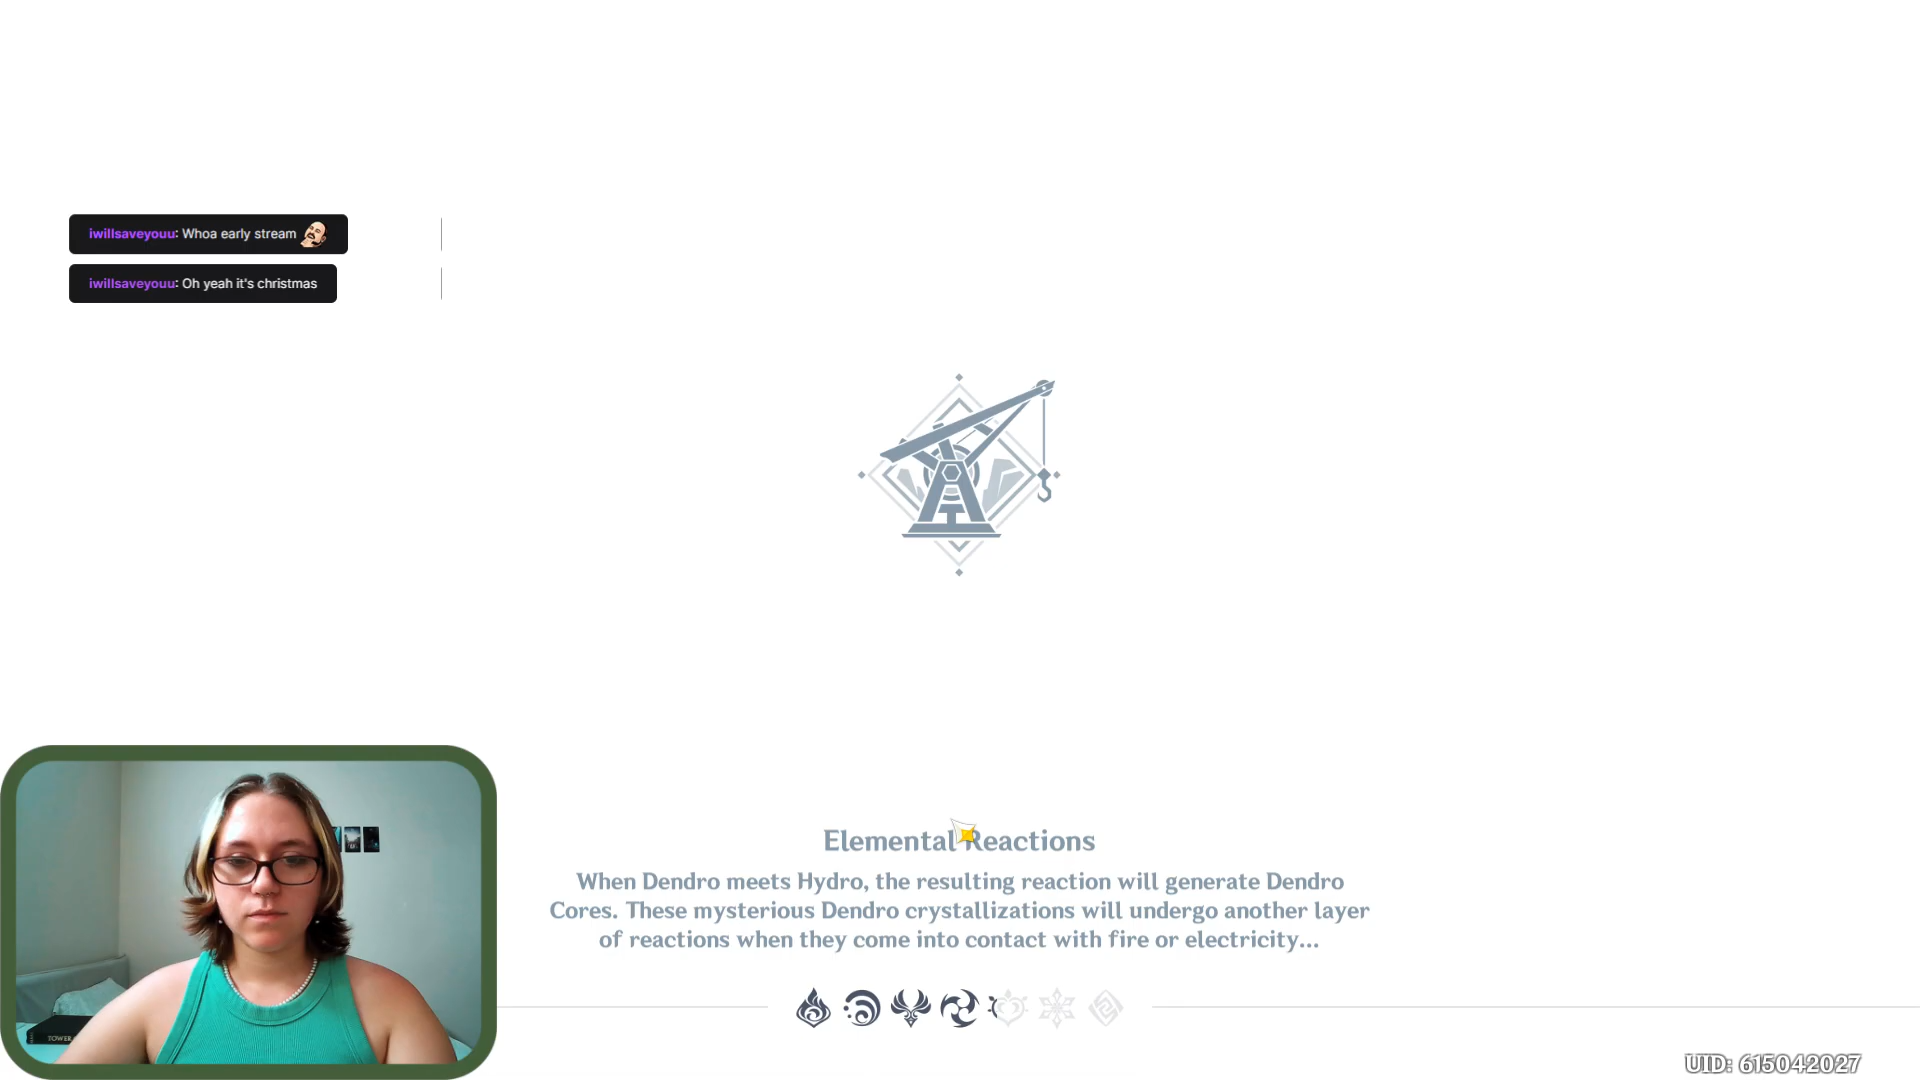 iwillsaveyouu: Whoa early stream
iwillsaveyouu: Oh yeah it's christmas
Elemental Reactions
When Dendro meets Hydro, the resulting reaction will generate Dendro
Cores. These mysterious Dendro crystallizations will undergo another layer
of reactions when they come into contact with fire or electricity...
TOWER
UID: 615042027